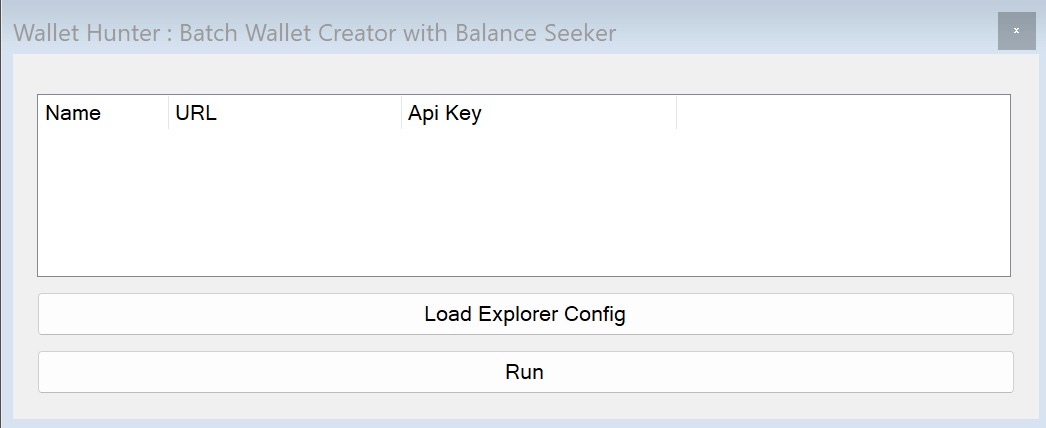 Wallet Hunter : Batch Wallet Creator with Balance Seeker
x
Name URL Api Key
Load Explorer Config
Run